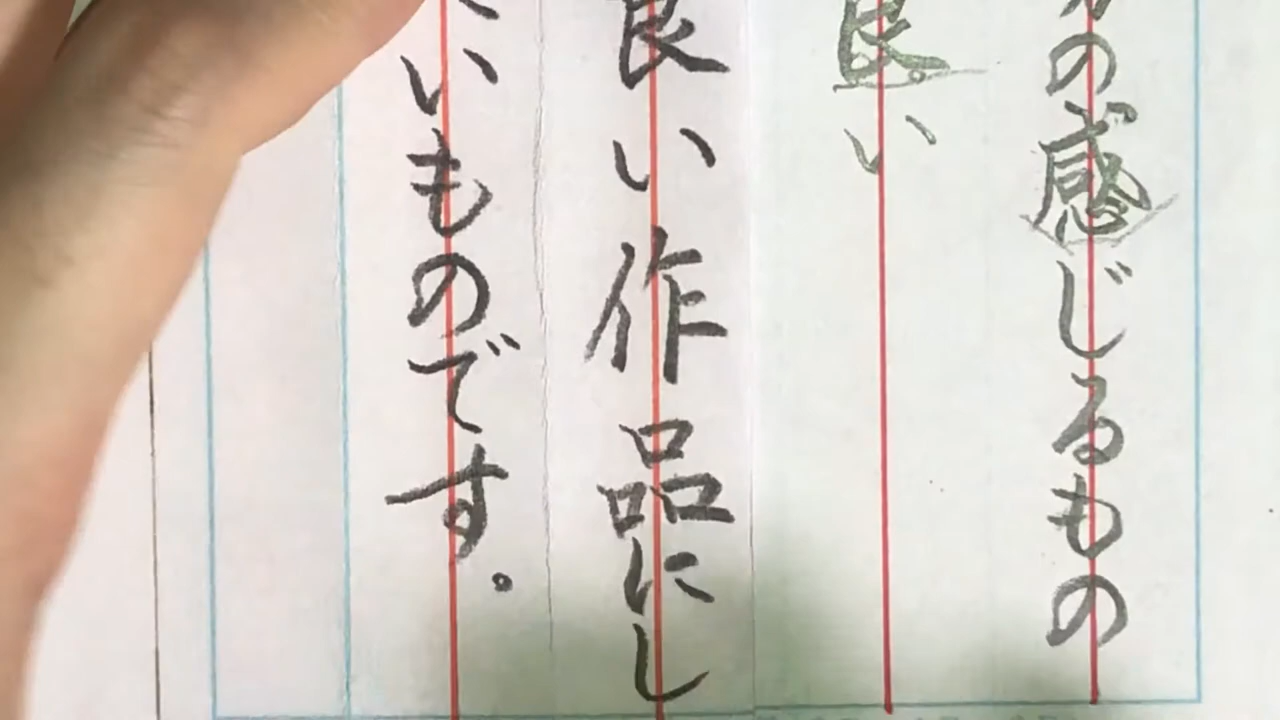 の感じるもの
良い
良い作品にし
いものです。